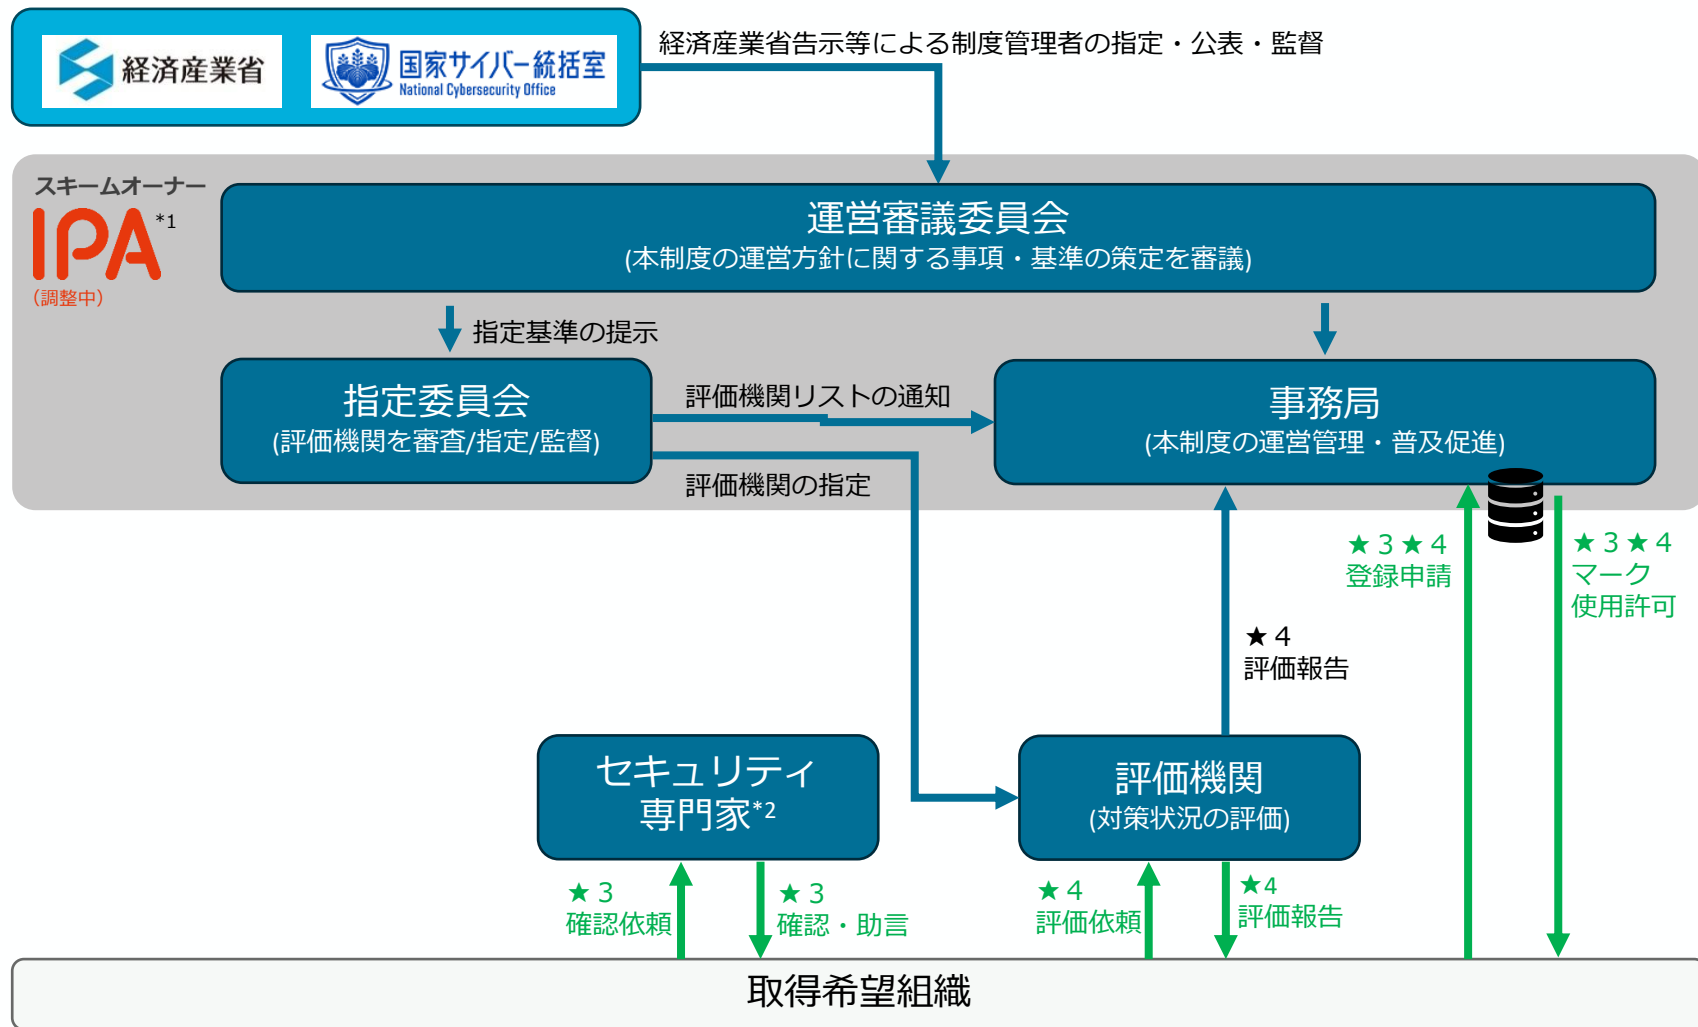 経済産業省
国家サイバー統括室
National Cybersecurity Office
経済産業省告示等による制度管理者の指定・公表・監督
スキームオーナー
IPA *1
(調整中)
運営審議委員会
(本制度の運営方針に関する事項・基準の策定を審議)
指定基準の提示
指定委員会
(評価機関を審査/指定/監督)
評価機関リストの通知
評価機関の指定
事務局
(本制度の運営管理・普及促進)
★3★4
登録申請
★3★4
マーク
使用許可
★4
評価報告
セキュリティ
専門家*2
評価機関
(対策状況の評価)
★3
確認依頼
★3
確認・助言
★4
評価依頼
★4
評価報告
取得希望組織